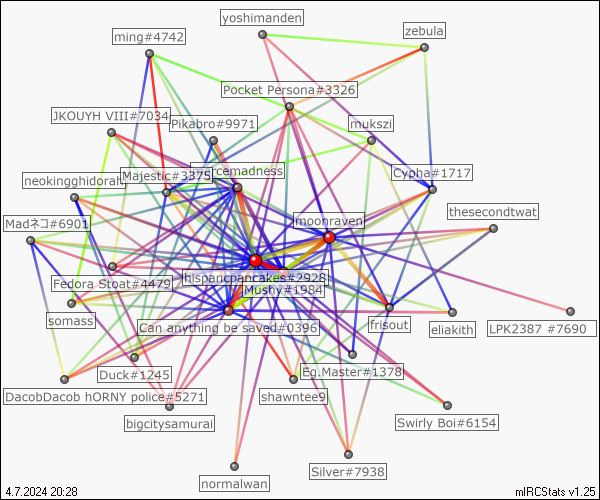 yoshimanden
zebula
ming#4742
Pocket Persona#3326
JKOUYH VIII#7034
Pikabro#9971
mukszi
rcemadness
Majestic#3375
Cypha#1717
neokingghidorah
thesecondtwat
moonraven
Madネコ#6901
hispancpancakes#2928
Fedora Stoat#4479
Mushy#1984
somass
Can anything be saved#0396
frisout
eliakith
LPK2387 #7690
Duck#1245
Eg.Master#1378
DacobDacob hORNY police#5271
shawntee9
bigcitysamurai
Swirly Boi#6154
normalwan
Silver#7938
4.7.2024 20:28
mIRCStats v1.25